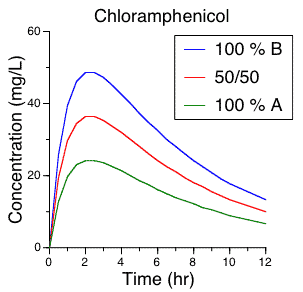 Chloramphenicol
60
40
20
0
Concentration (mg/L)
100 % B
50/50
100 % A
0 2 4 6 8 10 12
Time (hr)